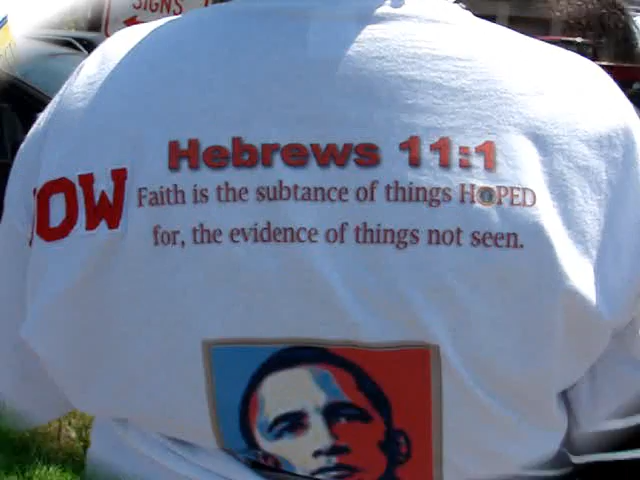 SIGNS
Hebrews 11:1
OW Faith is the subtance of things HOPED
for, the evidence of things not seen.